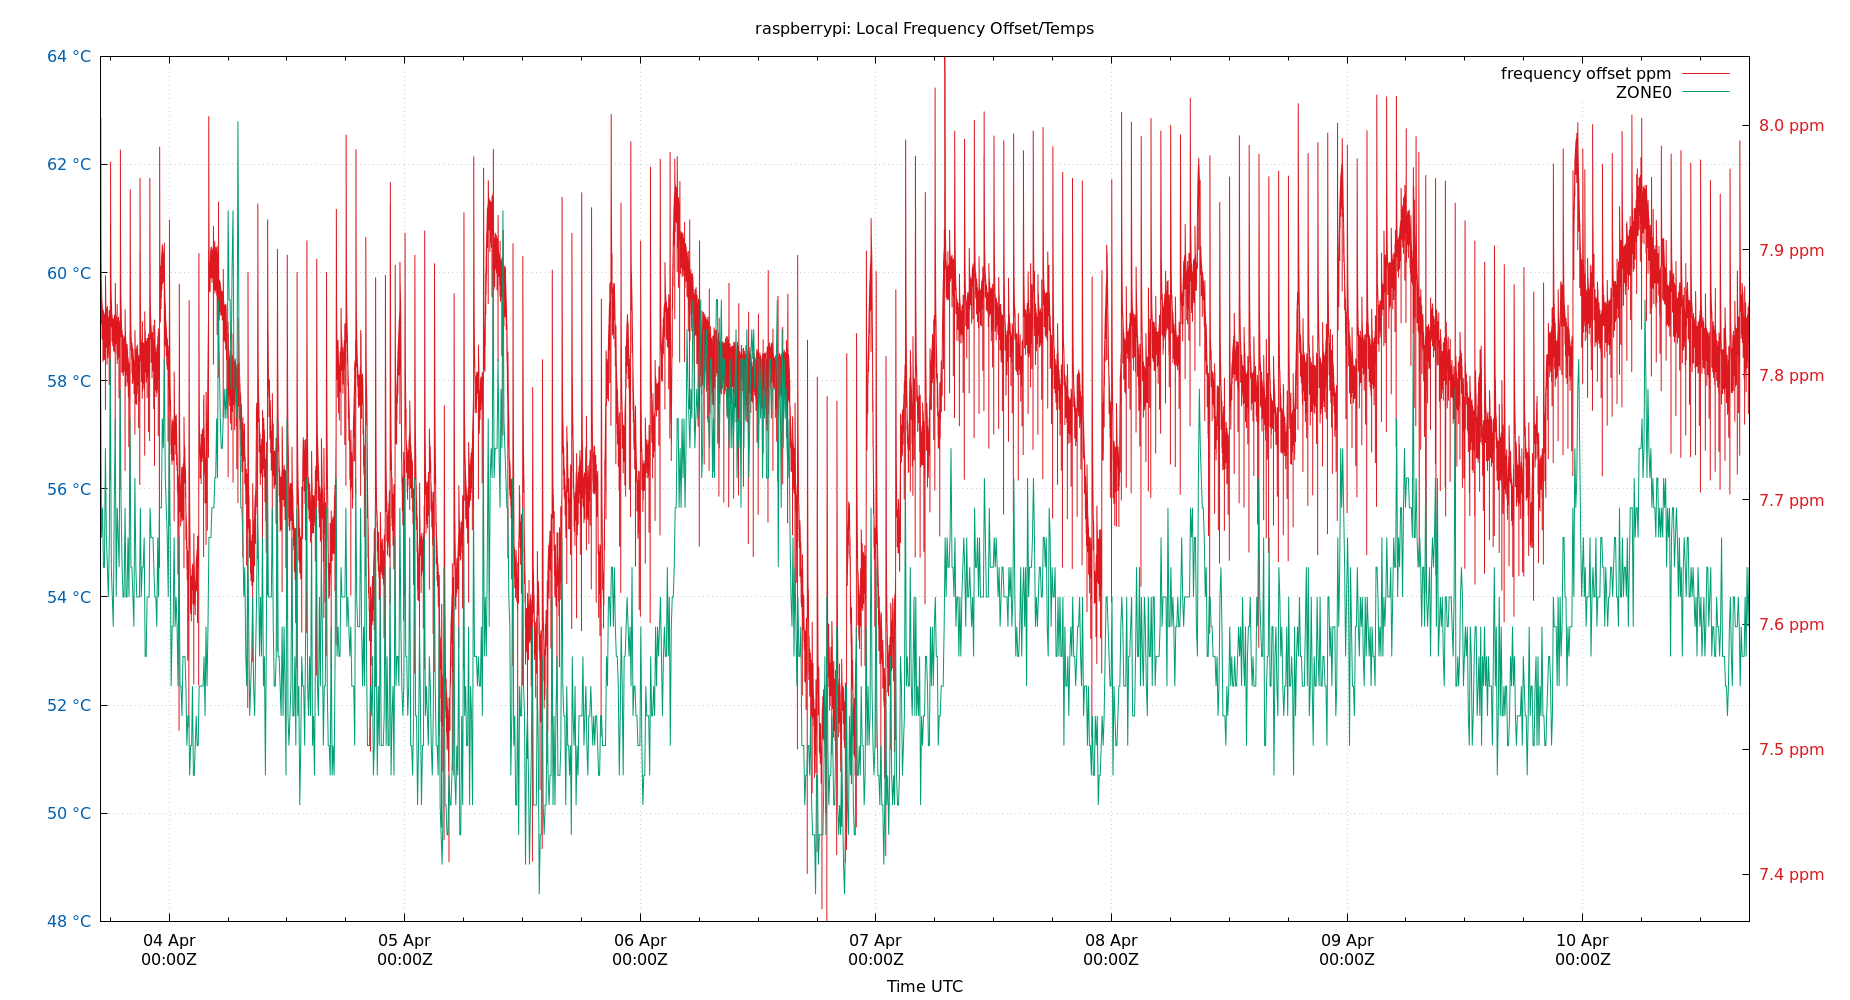 raspberrypi: Local Frequency Offset/Temps
64 °C
62 °C
60 °C
58 °C
56 °C
54 °C
52 °C
50 °C
48 °C
frequency offset ppm
ZONE0
8.0 ppm
7.9 ppm
7.8 ppm
7.7 ppm
7.6 ppm
7.5 ppm
7.4 ppm
04 Apr
00:00Z
05 Apr
00:00Z
06 Apr
00:00Z
07 Apr
00:00Z
08 Apr
00:00Z
09 Apr
00:00Z
10 Apr
00:00Z
Time UTC